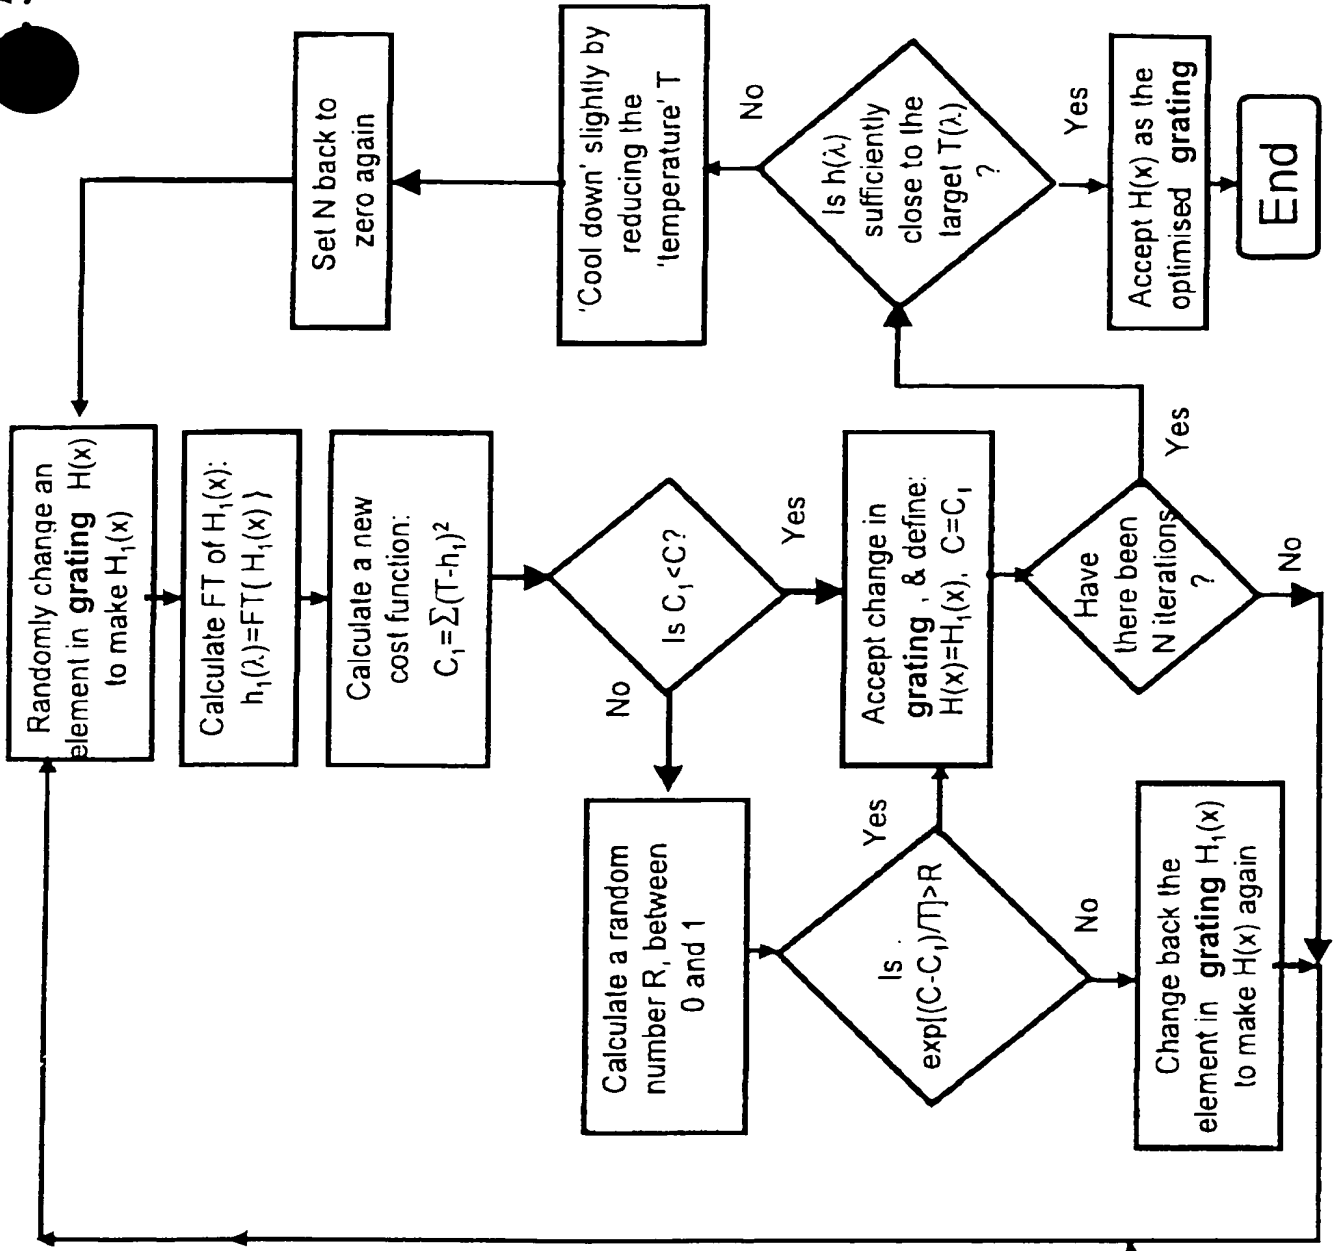 Randomly change an
element in grating H(x)
to make H₁(x)
Calculate FT of H₁(x):
h₁(λ)=FT{ H₁(x) }
Calculate a new
cost function:
C₁=∑(T-h₁)²
Is C₁<C?
No
Yes
Calculate a random
number R, between
0 and 1
Is
exp[(C-C₁)/T]>R
Yes
No
Accept change in
grating , & define:
H(x)=H₁(x), C=C₁
Change back the
element in grating H₁(x)
to make H(x) again
Have
there been
N iterations
?
No
Yes
Is h(λ)
sufficiently
close to the
target T(λ)
?
No
Yes
'Cool down' slightly by
reducing the
'temperature' T
Set N back to
zero again
Accept H(x) as the
optimised grating
End